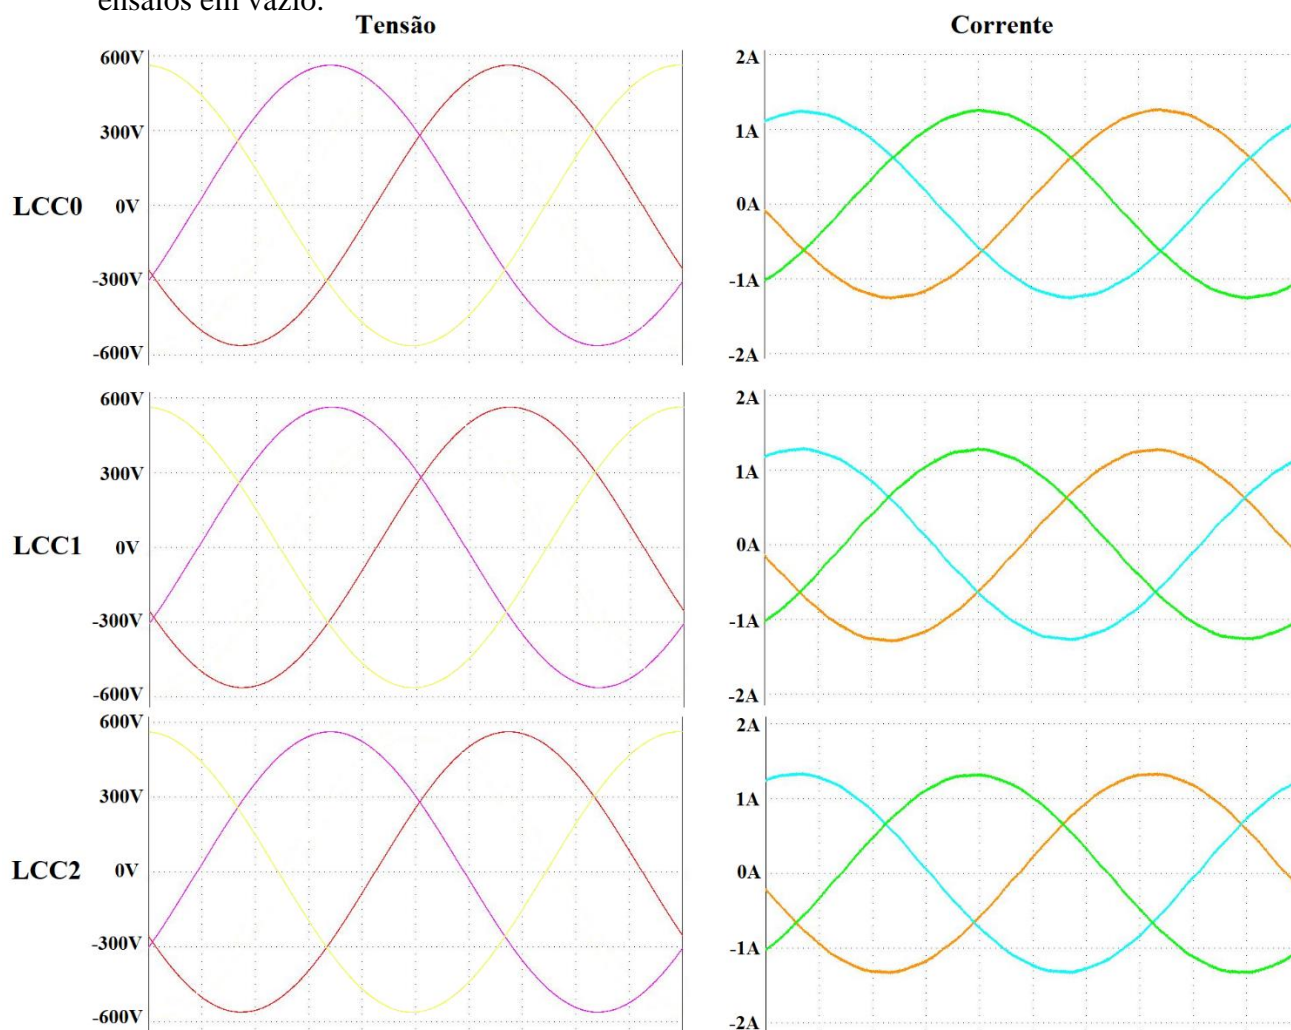 ensaios em vazio.
Tensão
Corrente
LCC0
600V
300V
0V
-300V
-600V
2A
1A
0A
-1A
-2A
LCC1
600V
300V
0V
-300V
-600V
2A
1A
0A
-1A
-2A
LCC2
600V
300V
0V
-300V
-600V
2A
1A
0A
-1A
-2A